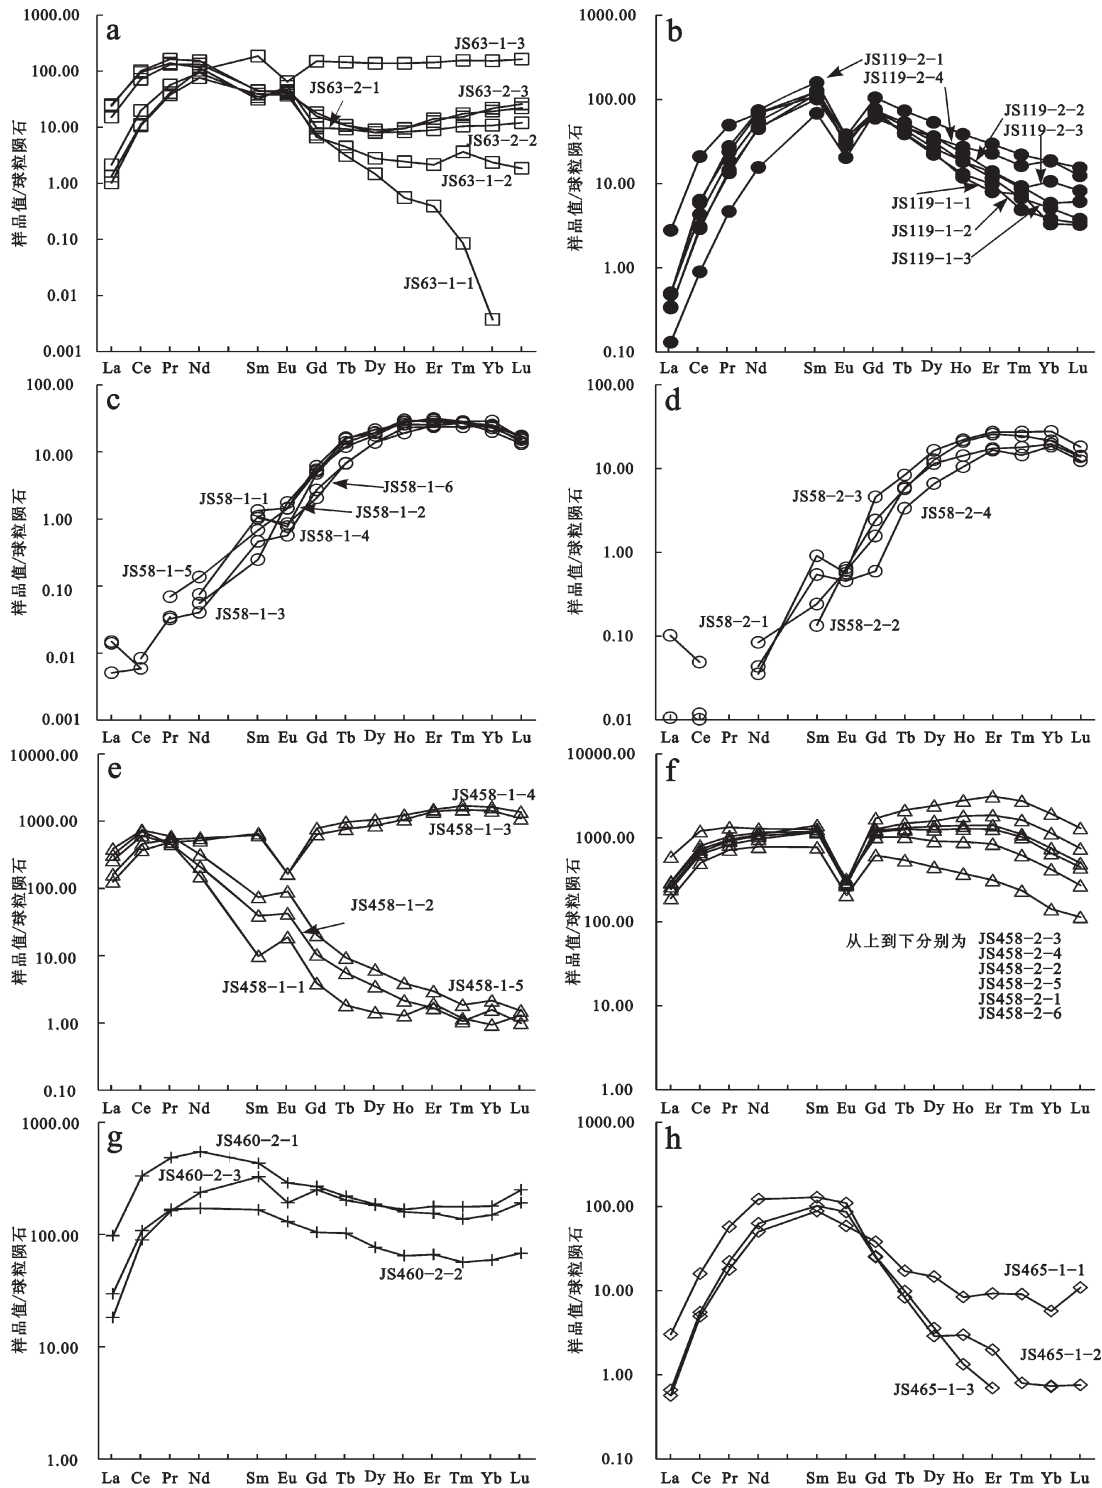 a
样品值/球粒陨石
1000.00
100.00
10.00
1.00
0.10
0.01
0.001
JS63-1-3
JS63-2-1
JS63-2-3
JS63-2-2
JS63-1-2
JS63-1-1
La Ce Pr Nd Sm Eu Gd Tb Dy Ho Er Tm Yb Lu
b
样品值/球粒陨石
1000.00
100.00
10.00
1.00
0.10
JS119-2-1
JS119-2-4
JS119-2-2
JS119-2-3
JS119-1-1
JS119-1-2
JS119-1-3
La Ce Pr Nd Sm Eu Gd Tb Dy Ho Er Tm Yb Lu
c
样品值/球粒陨石
100.00
10.00
1.00
0.10
0.01
0.001
JS58-1-1
JS58-1-6
JS58-1-2
JS58-1-4
JS58-1-5
JS58-1-3
La Ce Pr Nd Sm Eu Gd Tb Dy Ho Er Tm Yb Lu
d
样品值/球粒陨石
100.00
10.00
1.00
0.10
0.01
JS58-2-3
JS58-2-4
JS58-2-1
JS58-2-2
La Ce Pr Nd Sm Eu Gd Tb Dy Ho Er Tm Yb Lu
e
样品值/球粒陨石
10000.00
1000.00
100.00
10.00
1.00
0.10
JS458-1-4
JS458-1-3
JS458-1-2
JS458-1-1
JS458-1-5
La Ce Pr Nd Sm Eu Gd Tb Dy Ho Er Tm Yb Lu
f
样品值/球粒陨石
10000.00
1000.00
100.00
10.00
1.00
从上到下分别为 JS458-2-3
JS458-2-4
JS458-2-2
JS458-2-5
JS458-2-1
JS458-2-6
La Ce Pr Nd Sm Eu Gd Tb Dy Ho Er Tm Yb Lu
g
样品值/球粒陨石
1000.00
100.00
10.00
1.00
JS460-2-1
JS460-2-3
JS460-2-2
La Ce Pr Nd Sm Eu Gd Tb Dy Ho Er Tm Yb Lu
h
样品值/球粒陨石
1000.00
100.00
10.00
1.00
0.10
JS465-1-1
JS465-1-2
JS465-1-3
La Ce Pr Nd Sm Eu Gd Tb Dy Ho Er Tm Yb Lu